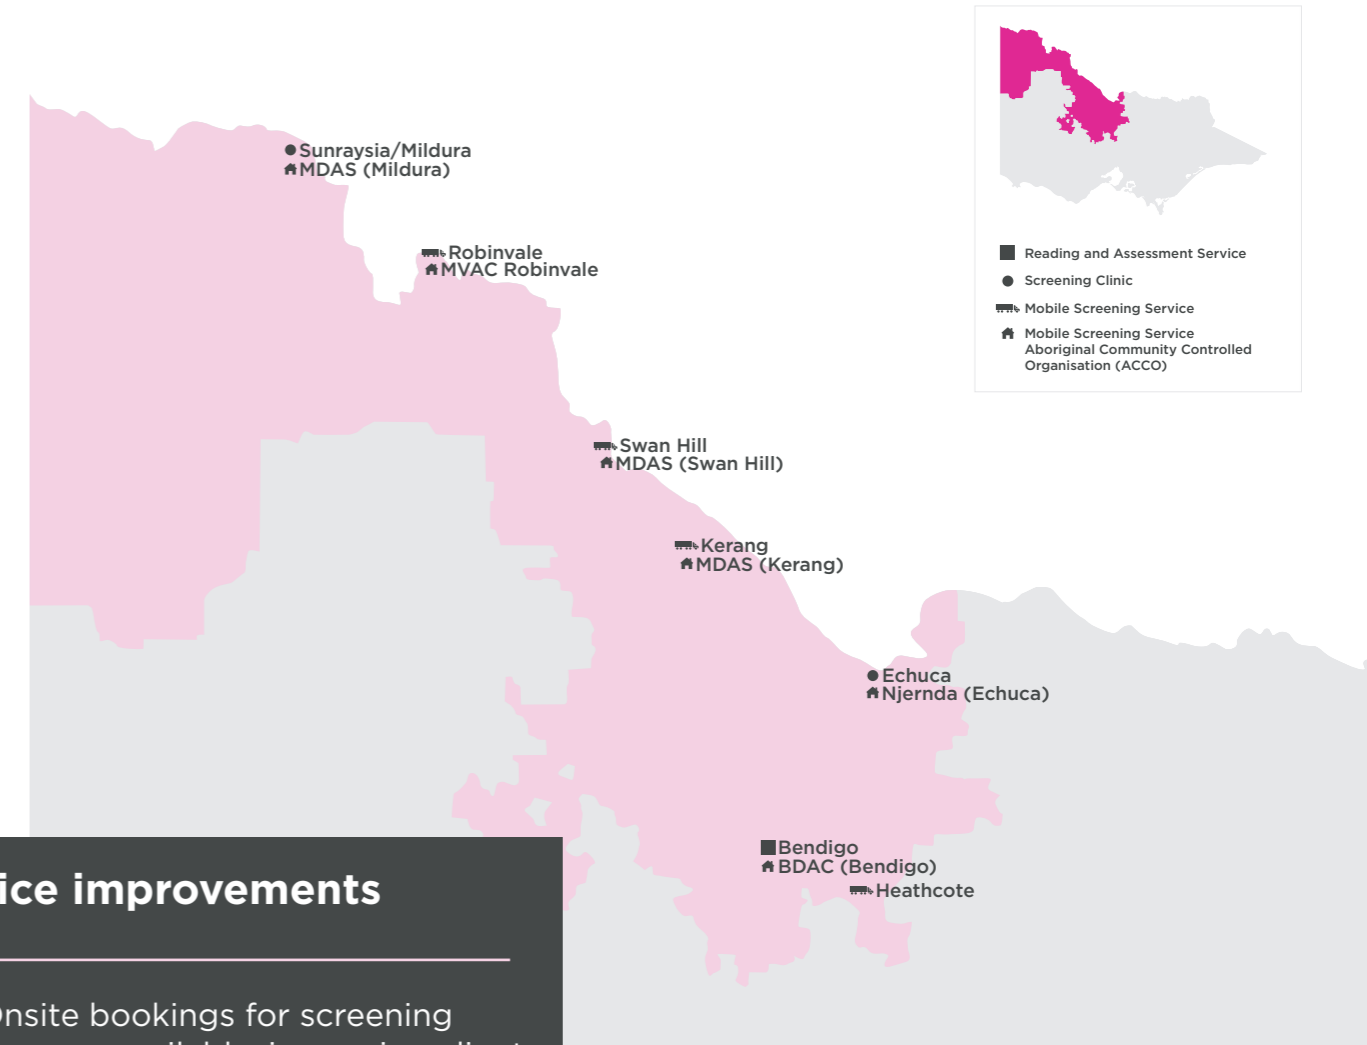 Sunraysia/Mildura
MDAS (Mildura)
Robinvale
MVAC Robinvale
Swan Hill
MDAS (Swan Hill)
Kerang
MDAS (Kerang)
Echuca
Njernda (Echuca)
Bendigo
BDAC (Bendigo)
Heathcote
Reading and Assessment Service
Screening Clinic
Mobile Screening Service
Mobile Screening Service
Aboriginal Community Controlled
Organisation (ACCO)
ice improvements
Onsite bookings for screening